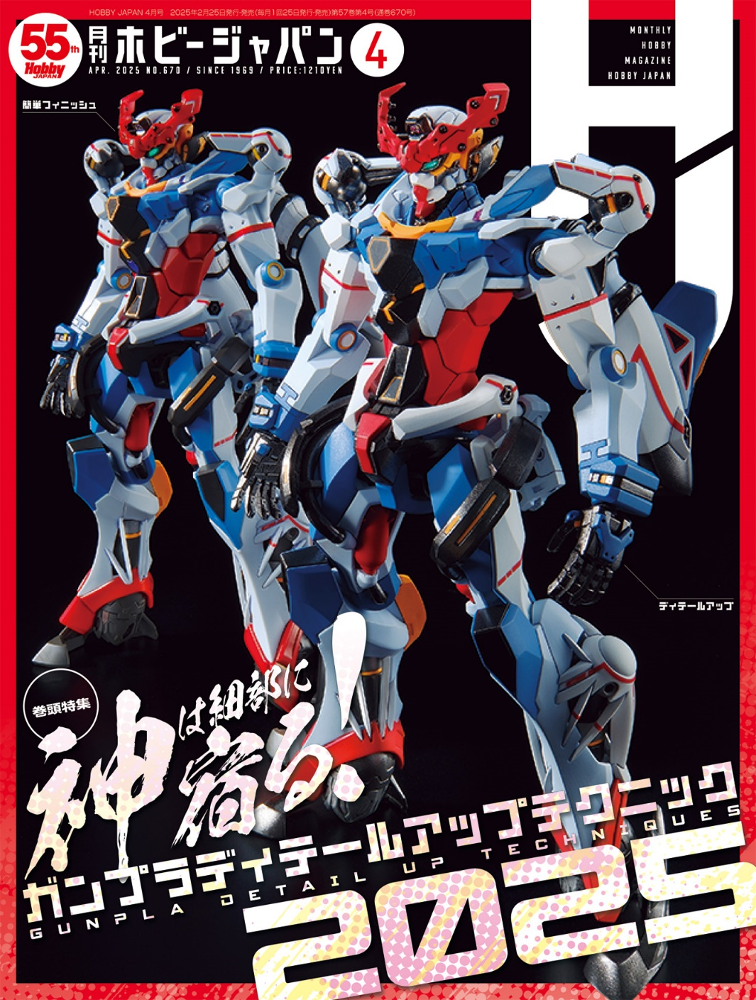 HOBBY JAPAN 4月号　2025年2月25日発行・発売(毎月1回25日発行・発売)第57巻第4号(通巻670号)
55th
Hobby
JAPAN
月刊ホビージャパン 4
APR. 2025 NO.670 / SINCE 1969 / PRICE:1210YEN
MONTHLY
HOBBY
MAGAZINE
HOBBY JAPAN
HJ
簡単フィニッシュ
ディテールアップ
巻頭特集
神は細部に
宿る!
ガンプラディテールアップテクニック
GUNPLA DETAIL UP TECHNIQUES
2025